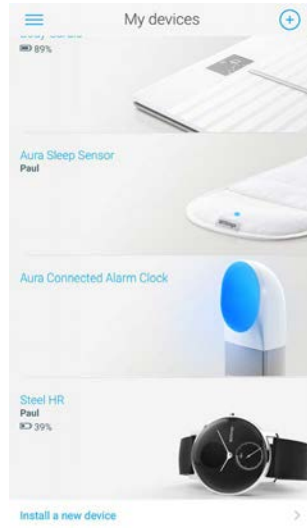 My devices
89%
Aura Sleep Sensor
Paul
Aura Connected Alarm Clock
Steel HR
Paul
39%
Install a new device